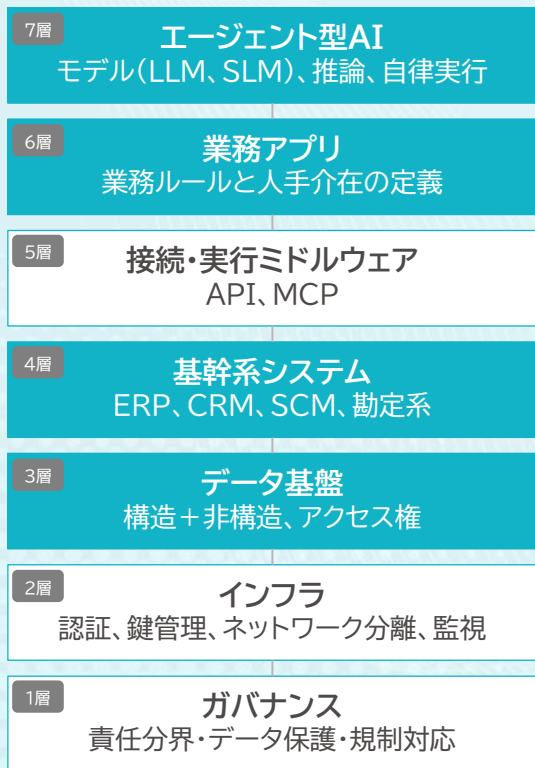 7層
エージェント型AI
モデル(LLM、SLM)、推論、自律実行
6層
業務アプリ
業務ルールと人手介在の定義
5層
接続・実行ミドルウェア
API、MCP
4層
基幹系システム
ERP、CRM、SCM、勘定系
3層
データ基盤
構造＋非構造、アクセス権
2層
インフラ
認証、鍵管理、ネットワーク分離、監視
1層
ガバナンス
責任分界・データ保護・規制対応